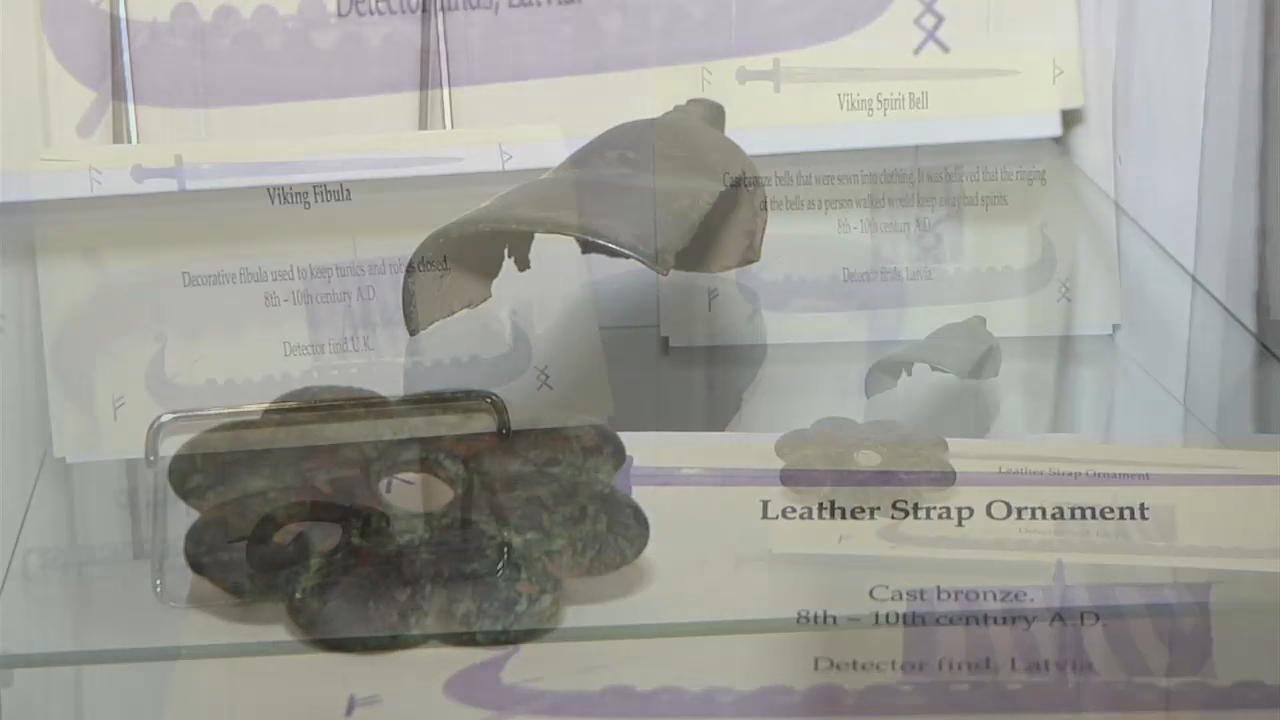 Detector finds, Latvia.
Viking Spirit Bell
Cast bronze bells that were sewn into clothing. It was believed that the ringing
of the bells as a person walked would keep away bad spirits.
8th – 10th century A.D.
Detector finds, Latvia.
Viking Fibula
Decorative fibula used to keep tunics and robes closed.
8th – 10th century A.D.
Detector find. U.K.
Leather Strap Ornament
Leather Strap Ornament
Cast bronze.
8th – 10th century A.D.
Detector find, Latvia